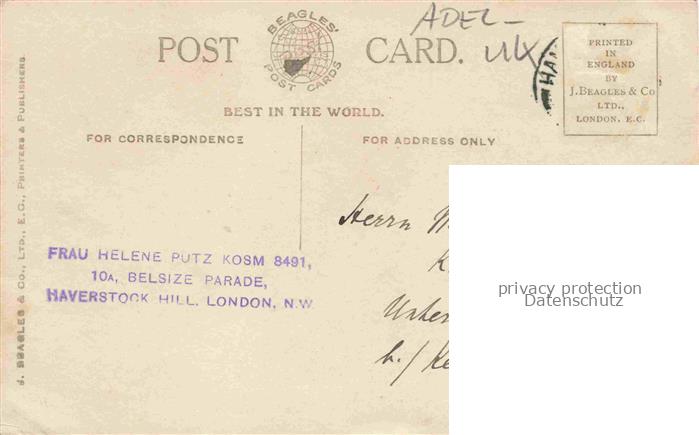 ADEL-
UK
POST CARD.
BEAGLES'
POST CARDS
PRINTED
IN
ENGLAND
BY
J. BEAGLES & Co
LTD.,
LONDON, E.C.
BEST IN THE WORLD.
FOR CORRESPONDENCE
FOR ADDRESS ONLY
J. BEAGLES & Co., LTD., E.C., PRINTERS & PUBLISHERS.
Herrn
FRAU HELENE PUTZ KOSM 8491,
10A, BELSIZE PARADE,
HAVERSTOCK HILL, LONDON, N.W.
privacy protection
Datenschutz